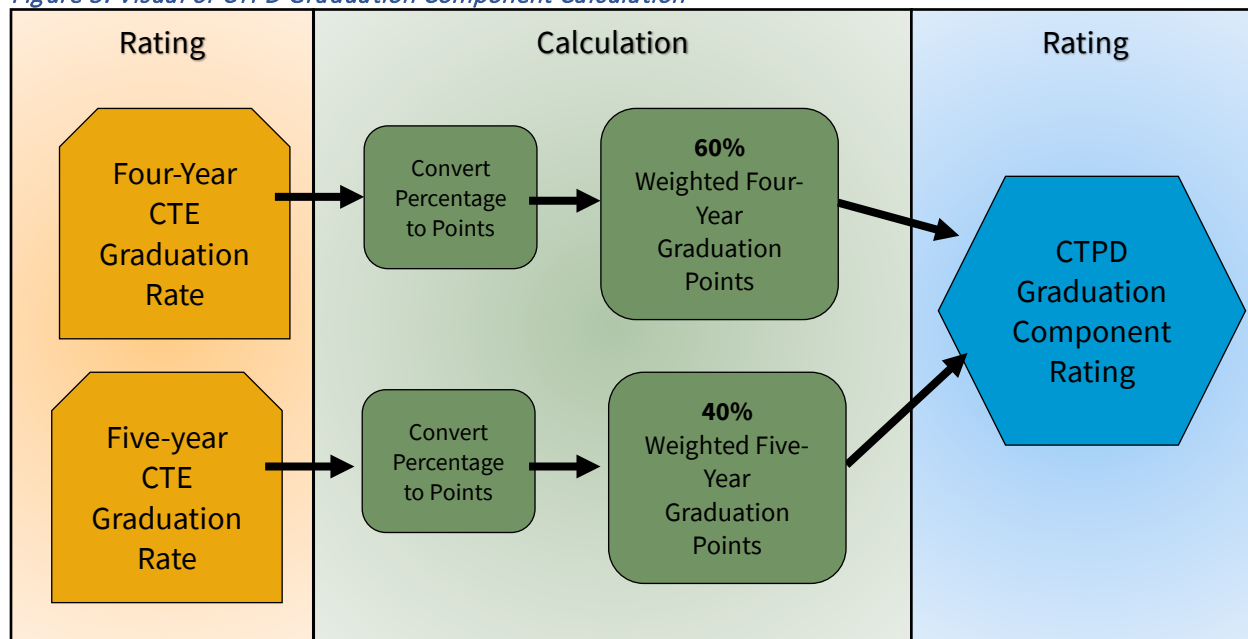 Rating
Calculation
Rating
Four-Year
CTE
Graduation
Rate
Convert
Percentage
to Points
60%
Weighted Four-
Year
Graduation
Points
CTPD
Graduation
Component
Rating
Five-year
CTE
Graduation
Rate
Convert
Percentage
to Points
40%
Weighted Five-
Year
Graduation
Points